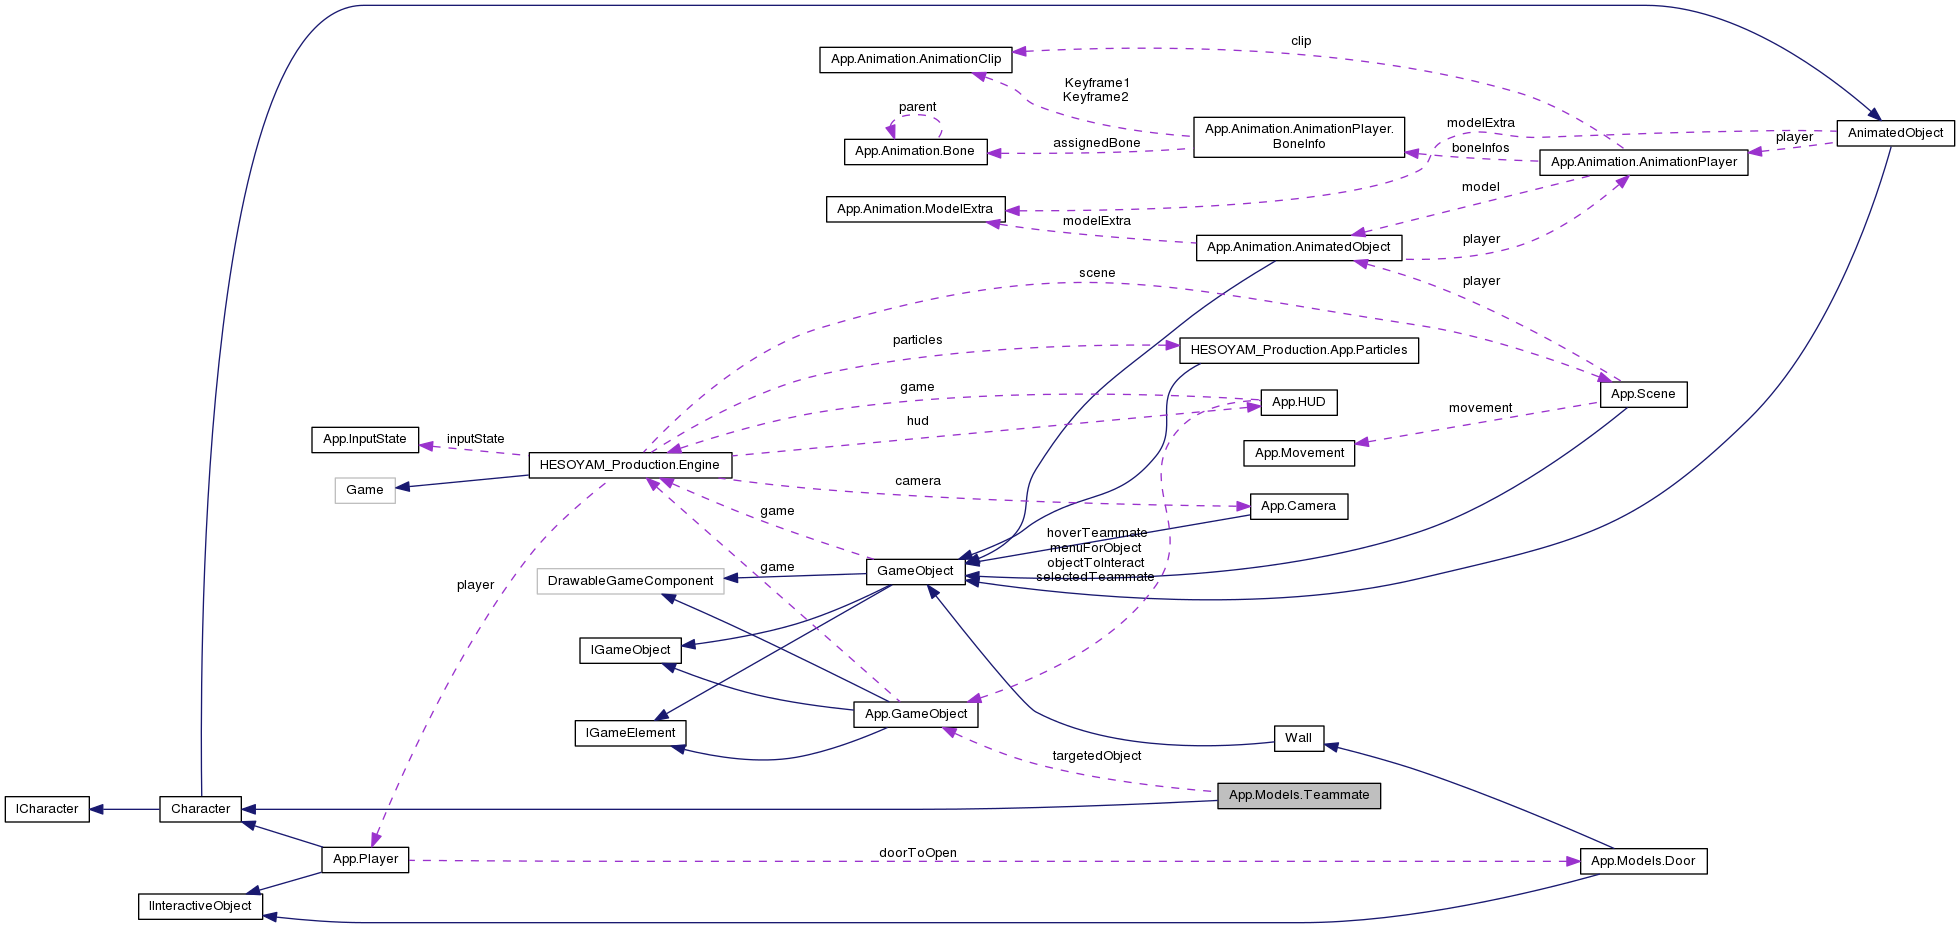 clip
App.Animation.AnimationClip
Keyframe1
Keyframe2
parent
modelExtra
App.Animation.AnimationPlayer.
BoneInfo
AnimatedObject
player
assignedBone
boneInfos
App.Animation.Bone
App.Animation.AnimationPlayer
model
App.Animation.ModelExtra
modelExtra
player
App.Animation.AnimatedObject
scene
player
particles
HESOYAM_Production.App.Particles
game
App.HUD
App.Scene
movement
hud
App.InputState
inputState
App.Movement
HESOYAM_Production.Engine
camera
Game
App.Camera
game
hoverTeammate
menuForObject
objectToInteract
selectedTeammate
game
GameObject
DrawableGameComponent
player
IGameObject
App.GameObject
IGameElement
Wall
targetedObject
App.Models.Teammate
ICharacter
Character
doorToOpen
App.Player
App.Models.Door
IInteractiveObject